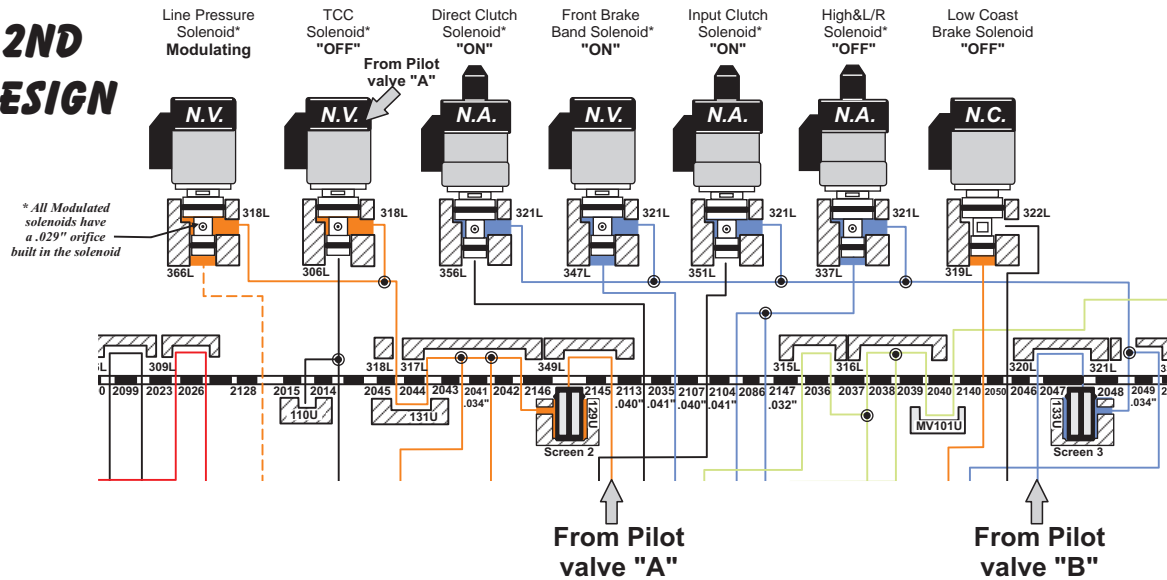 2ND
ESIGN
Line Pressure
Solenoid*
Modulating
TCC
Solenoid*
"OFF"
Direct Clutch
Solenoid*
"ON"
Front Brake
Band Solenoid*
"ON"
Input Clutch
Solenoid*
"ON"
High&L/R
Solenoid*
"OFF"
Low Coast
Brake Solenoid
"OFF"
From Pilot
valve "A"
N.V.
N.V.
N.A.
N.V.
N.A.
N.A.
N.C.
* All Modulated
solenoids have
a .029" orifice
built in the solenoid
318L
318L
321L
321L
321L
321L
322L
366L
306L
356L
347L
351L
337L
319L
309L
318L
317L
349L
315L
316L
320L
321L
2099
2023
2026
2128
2015
2014
2045
2044
2043
2041
.034"
2042
2146
2145
2113
.040"
2035
.041"
2107
.040"
2104
.041"
2086
2147
.032"
2036
2037
2038
2039
2040
2140
2050
2046
2047
2048
2049
.034"
110U
131U
129U
MV101U
133U
Screen 2
Screen 3
From Pilot
valve "A"
From Pilot
valve "B"